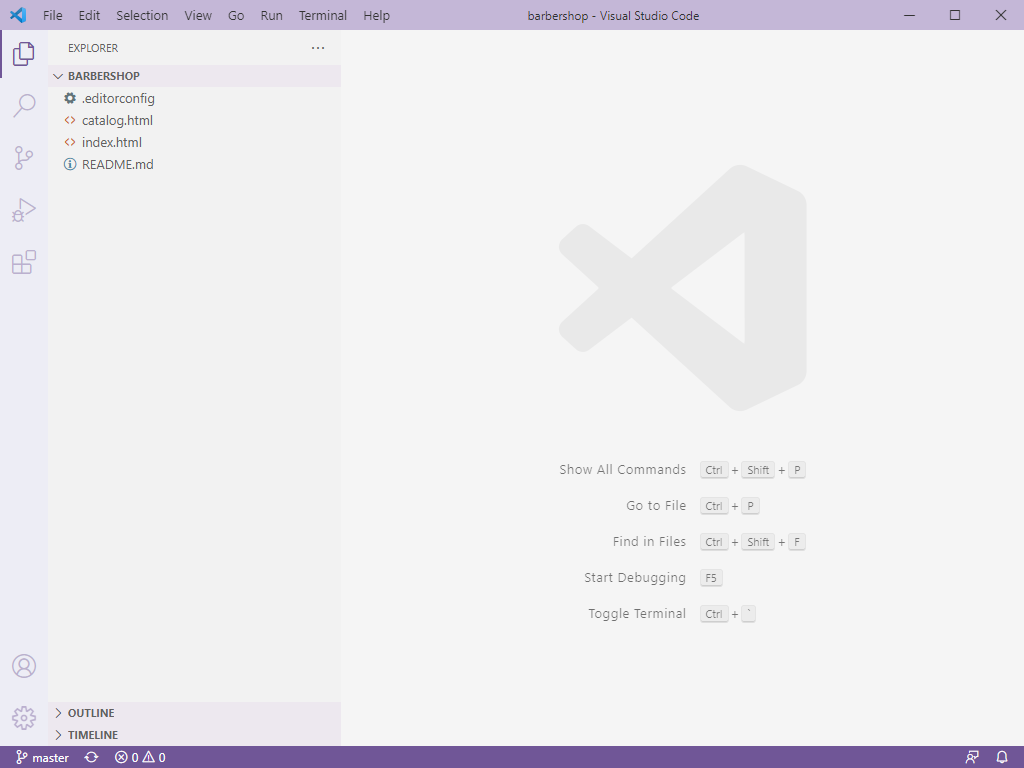 File Edit Selection View Go Run Terminal Help barbershop - Visual Studio Code
EXPLORER
BARBERSHOP
.editorconfig
catalog.html
index.html
README.md
Show All Commands Ctrl + Shift + P
Go to File Ctrl + P
Find in Files Ctrl + Shift + F
Start Debugging F5
Toggle Terminal Ctrl + `
OUTLINE
TIMELINE
master 0 0